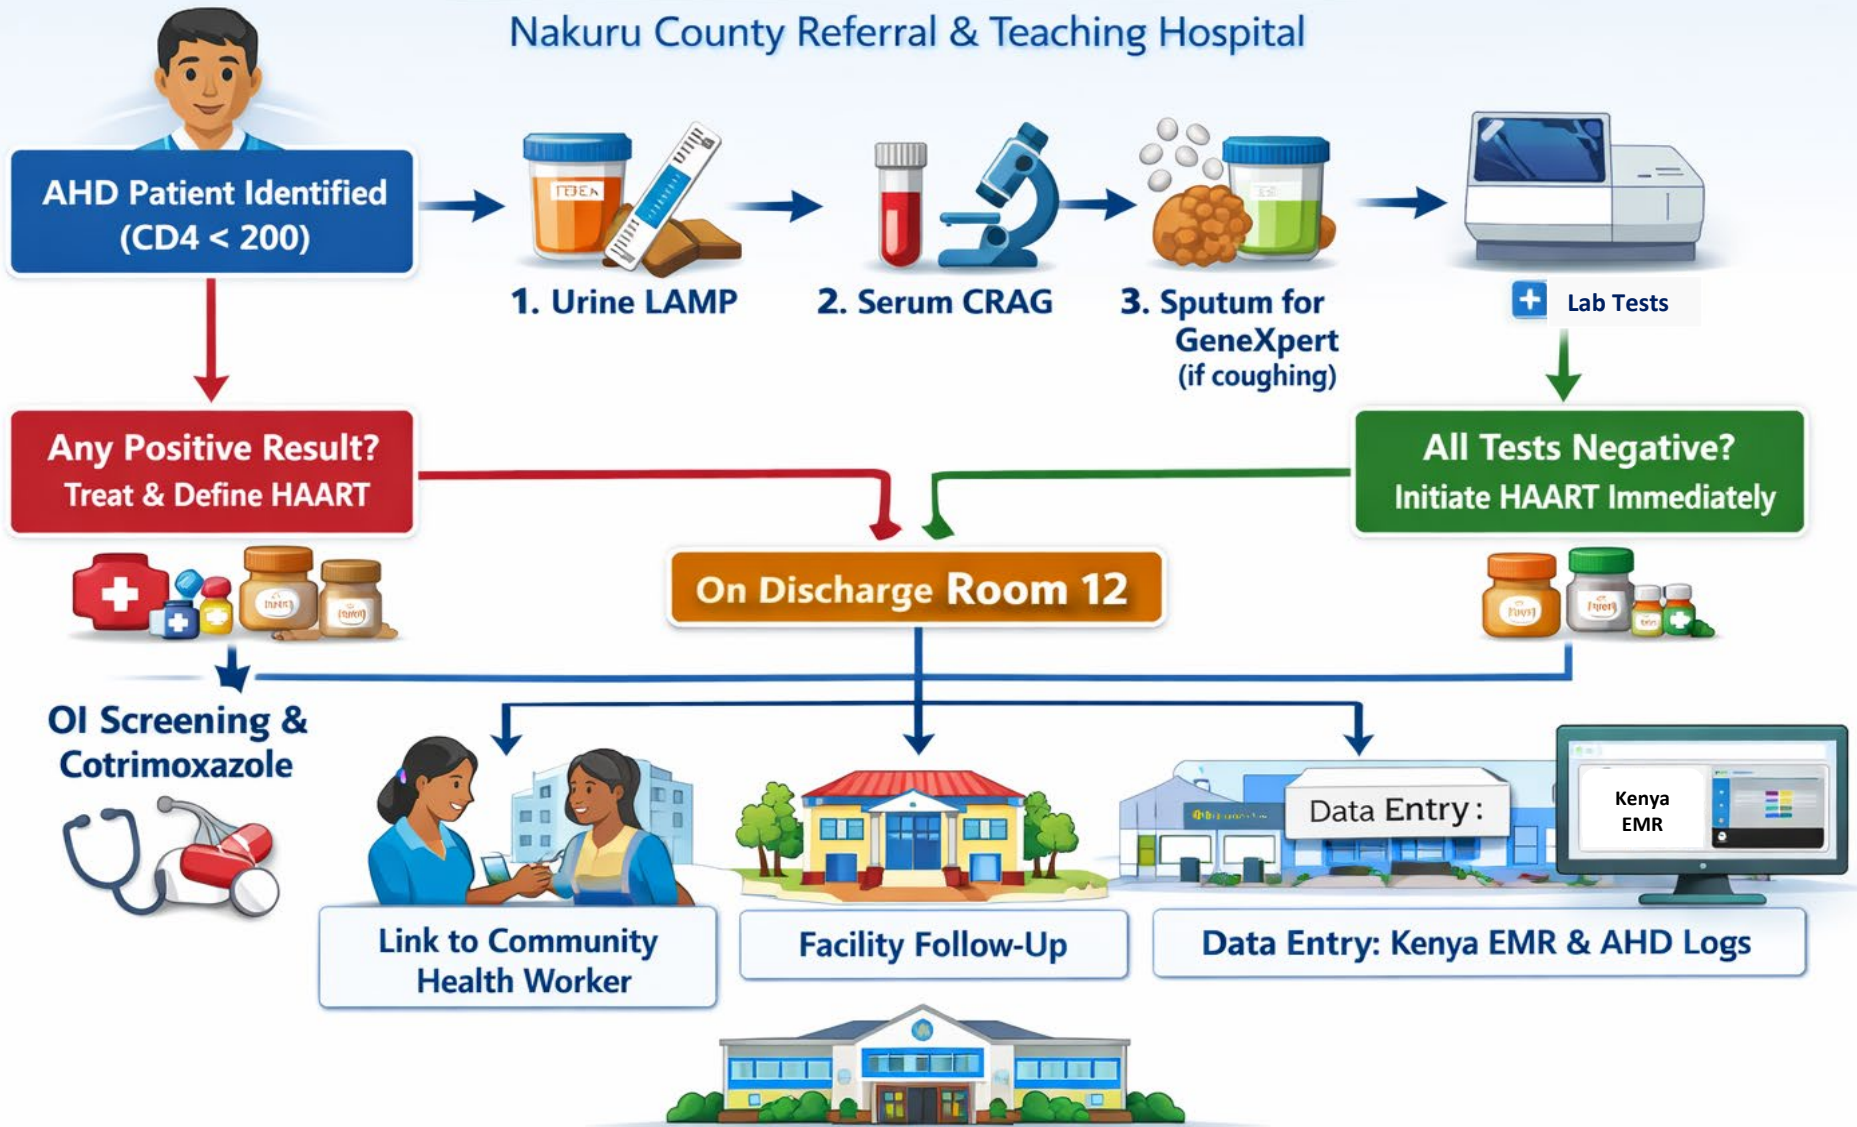 Nakuru County Referral & Teaching Hospital
AHD Patient Identified
(CD4 < 200)
1. Urine LAMP
2. Serum CRAG
3. Sputum for
GeneXpert
(if coughing)
Lab Tests
Any Positive Result?
Treat & Define HAART
All Tests Negative?
Initiate HAART Immediately
On Discharge Room 12
OI Screening &
Cotrimoxazole
Data Entry:
Kenya
EMR
Link to Community
Health Worker
Facility Follow-Up
Data Entry: Kenya EMR & AHD Logs